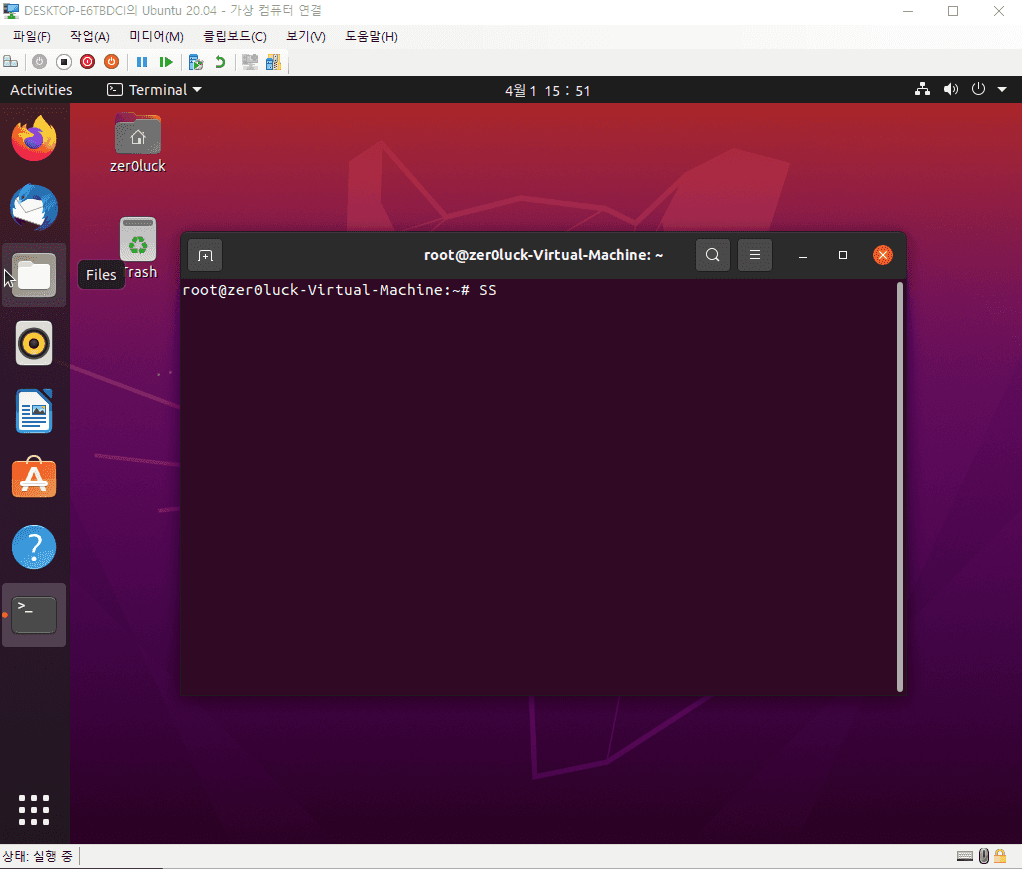 DESKTOP-E6TBDCI의 Ubuntu 20.04 - 가상 컴퓨터 연결
파일(F) 작업(A) 미디어(M) 클립보드(C) 보기(V) 도움말(H)
Activities Terminal 4월 1 15 : 51
zer0luck
Trash
Files
root@zer0luck-Virtual-Machine: ~
root@zer0luck-Virtual-Machine:~# SS
상태: 실행 중